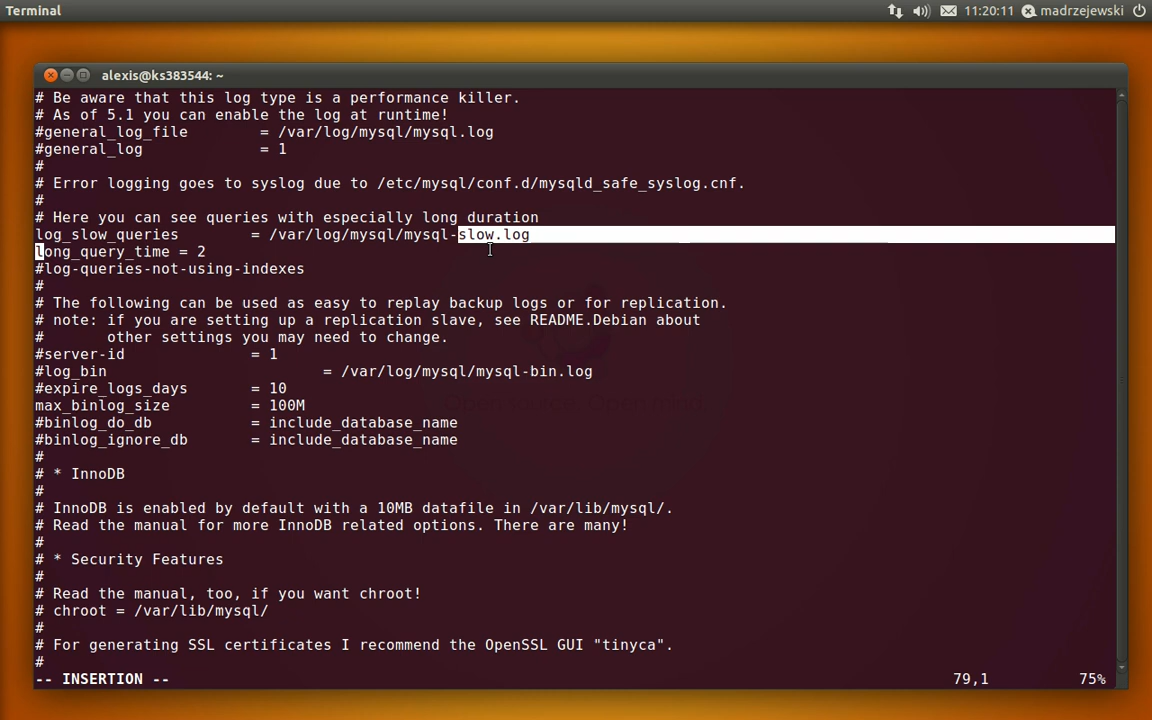 Terminal
11:20:11 madrzejewski
alexis@ks383544: ~
# Be aware that this log type is a performance killer.
# As of 5.1 you can enable the log at runtime!
#general_log_file        = /var/log/mysql/mysql.log
#general_log             = 1
#
# Error logging goes to syslog due to /etc/mysql/conf.d/mysqld_safe_syslog.cnf.
#
# Here you can see queries with especially long duration
log_slow_queries        = /var/log/mysql/mysql-slow.log
long_query_time = 2
#log-queries-not-using-indexes
#
# The following can be used as easy to replay backup logs or for replication.
# note: if you are setting up a replication slave, see README.Debian about
#       other settings you may need to change.
#server-id              = 1
#log_bin                        = /var/log/mysql/mysql-bin.log
#expire_logs_days       = 10
max_binlog_size         = 100M
#binlog_do_db           = include_database_name
#binlog_ignore_db       = include_database_name
#
# * InnoDB
#
# InnoDB is enabled by default with a 10MB datafile in /var/lib/mysql/.
# Read the manual for more InnoDB related options. There are many!
#
# * Security Features
#
# Read the manual, too, if you want chroot!
# chroot = /var/lib/mysql/
#
# For generating SSL certificates I recommend the OpenSSL GUI "tinyca".
#
-- INSERTION --                79,1          75%